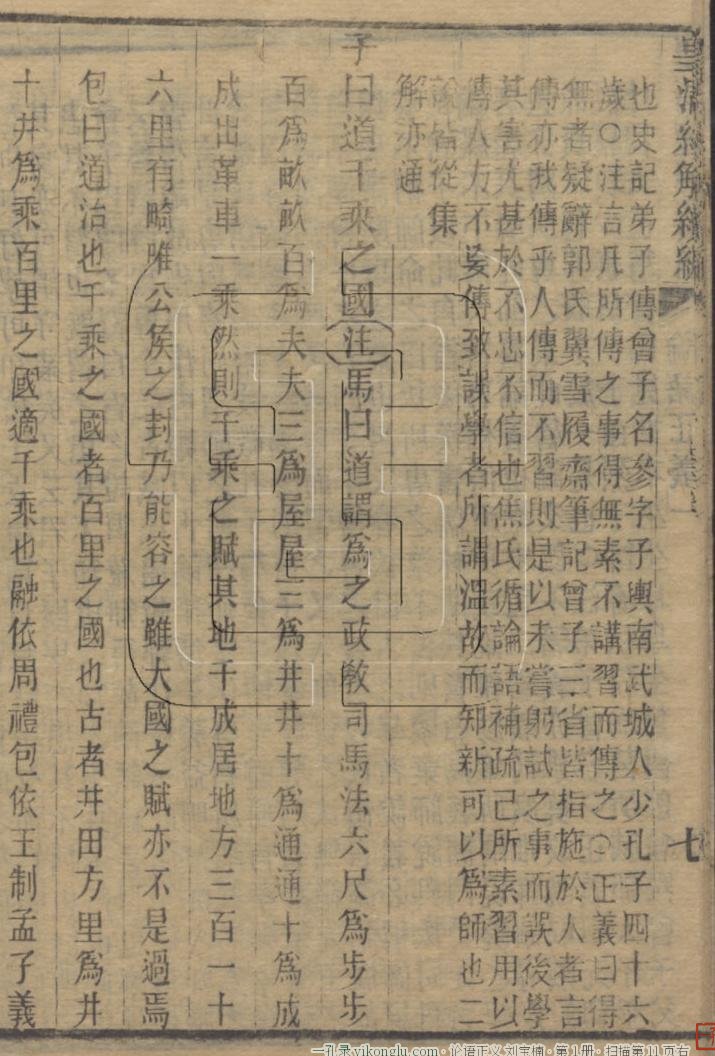 皇清經解續編
七
也史記弟子傳曾子名參字子輿南武城人少孔子四十六
歲○注言凡所傳之事得無素不講習而傳之○正義曰得
無者疑辭郭氏翼雪履齋筆記曾子三省皆指施於人者言
傳亦我傳乎人傳而不習則是以未嘗躬試之事而誤後學
其害尤甚於不忠不信也焦氏循論語補疏己所素習用以
傳人方不妄傳致誤學者所謂溫故而知新可以為師也二
說皆從集
解亦通
子曰道千乘之國注馬曰道謂為之政教司馬法六尺為步步
百為畝畝百為夫夫三為屋屋三為井井十為通通十為成
成出革車一乘然則千乘之賦其地千成居地方三百一十
六里有畸唯公侯之封乃能容之雖大國之賦亦不是過焉
包曰道治也千乘之國者百里之國也古者井田方里為井
十井為乘百里之國適千乘也融依周禮包依王制孟子義
一孔录yikonglu.com · 论语正义 刘宝楠 · 第1册 · 扫描第11页右